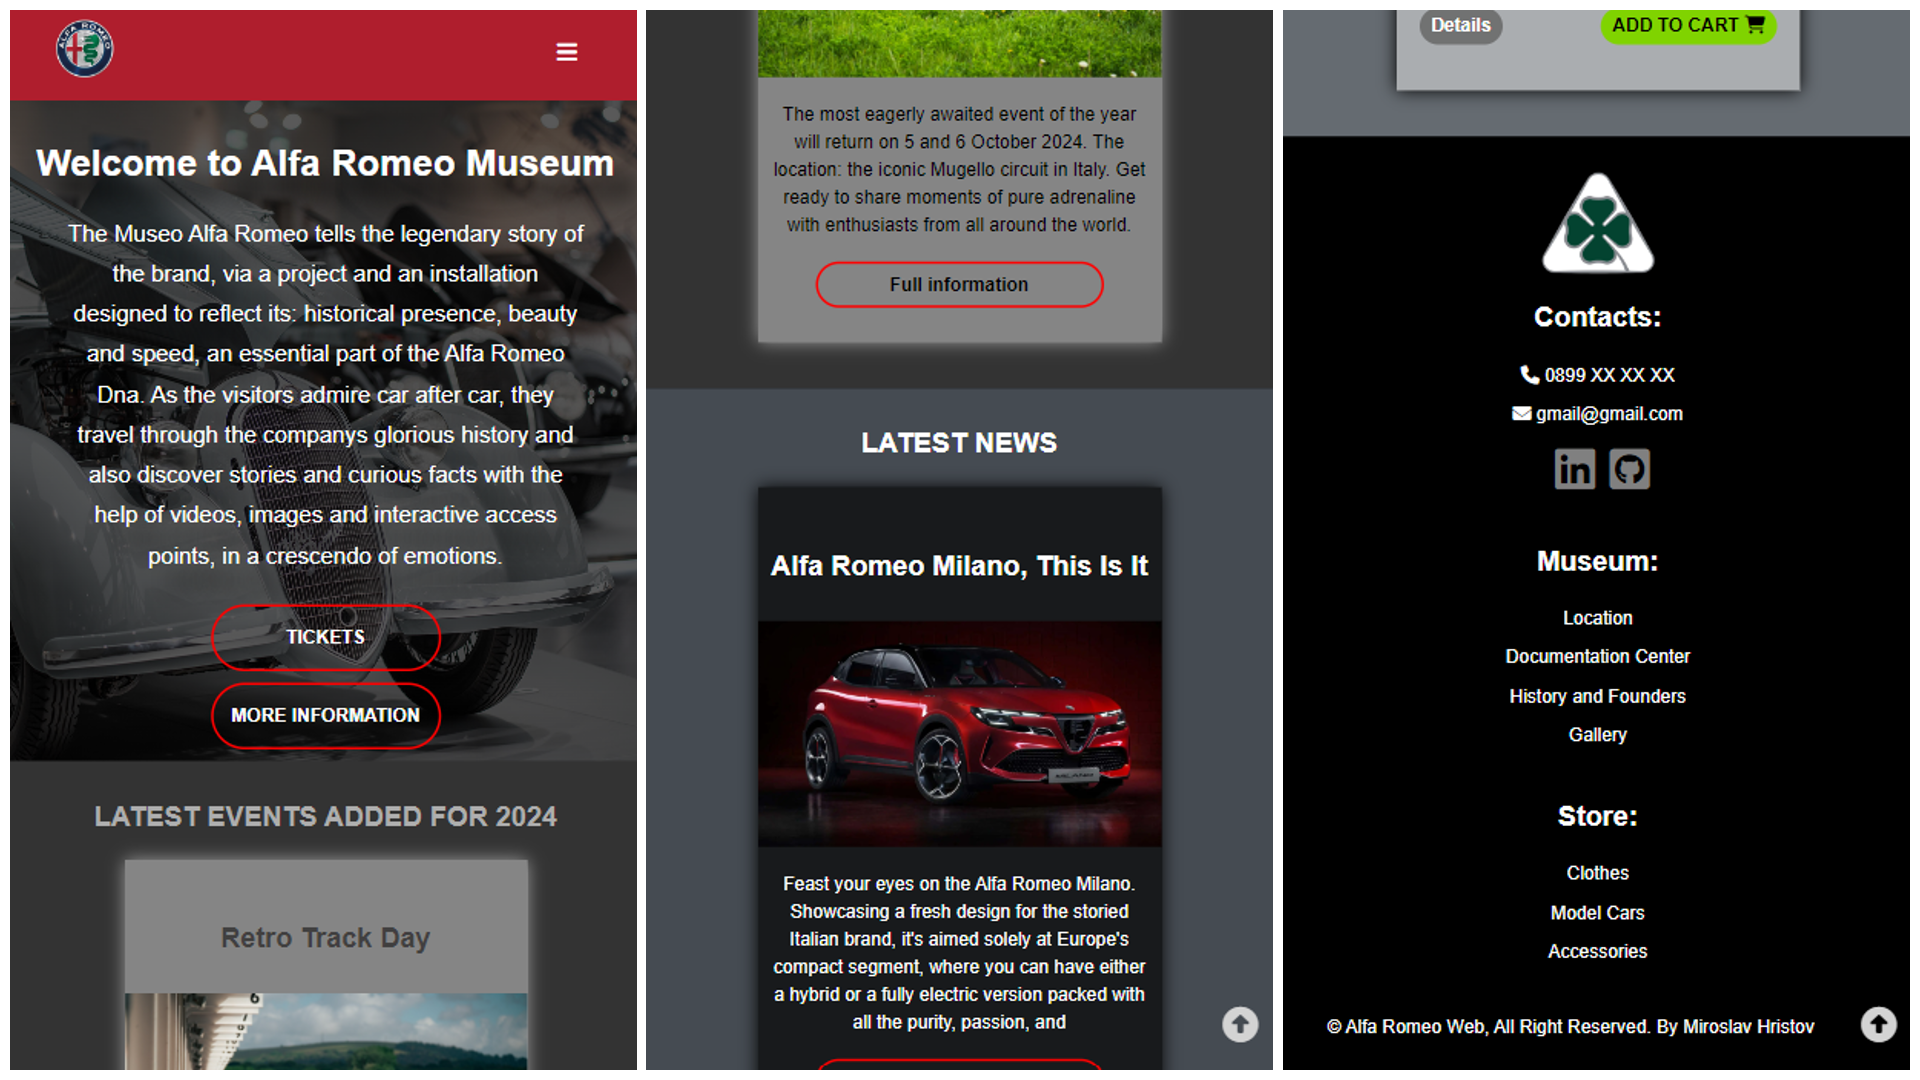 ALFA ROMEO
Welcome to Alfa Romeo Museum
The Museo Alfa Romeo tells the legendary story of
the brand, via a project and an installation
designed to reflect its: historical presence, beauty
and speed, an essential part of the Alfa Romeo
Dna. As the visitors admire car after car, they
travel through the companys glorious history and
also discover stories and curious facts with the
help of videos, images and interactive access
points, in a crescendo of emotions.
TICKETS
MORE INFORMATION
LATEST EVENTS ADDED FOR 2024
Retro Track Day
6
The most eagerly awaited event of the year
will return on 5 and 6 October 2024. The
location: the iconic Mugello circuit in Italy. Get
ready to share moments of pure adrenaline
with enthusiasts from all around the world.
Full information
LATEST NEWS
Alfa Romeo Milano, This Is It
MILANO
Feast your eyes on the Alfa Romeo Milano.
Showcasing a fresh design for the storied
Italian brand, it's aimed solely at Europe's
compact segment, where you can have either
a hybrid or a fully electric version packed with
all the purity, passion, and
Details
ADD TO CART
Contacts:
0899 XX XX XX
gmail@gmail.com
in
Museum:
Location
Documentation Center
History and Founders
Gallery
Store:
Clothes
Model Cars
Accessories
© Alfa Romeo Web, All Right Reserved. By Miroslav Hristov